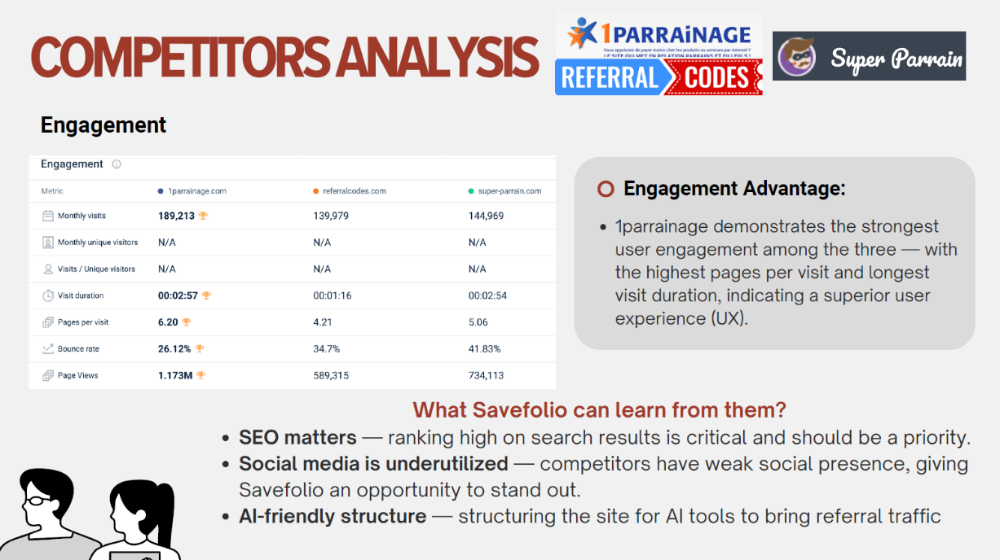 COMPETITORS ANALYSIS
1PARRAiNAGE
Vous appréciez de payer moins cher les produits ou services par internet ?
LE SITE QUI MET EN RELATION PARRAINS ET FILLEULS !
REFERRAL CODES
Super Parrain
Engagement
Engagement
Metric 1parrainage.com referralcodes.com super-parrain.com
Monthly visits 189,213 139,979 144,969
Monthly unique visitors N/A N/A N/A
Visits / Unique visitors N/A N/A N/A
Visit duration 00:02:57 00:01:16 00:02:54
Pages per visit 6.20 4.21 5.06
Bounce rate 26.12% 34.7% 41.83%
Page Views 1.173M 589,315 734,113
Engagement Advantage:
• 1parrainage demonstrates the strongest
user engagement among the three — with
the highest pages per visit and longest
visit duration, indicating a superior user
experience (UX).
What Savefolio can learn from them?
• SEO matters — ranking high on search results is critical and should be a priority.
• Social media is underutilized — competitors have weak social presence, giving
Savefolio an opportunity to stand out.
• AI-friendly structure — structuring the site for AI tools to bring referral traffic